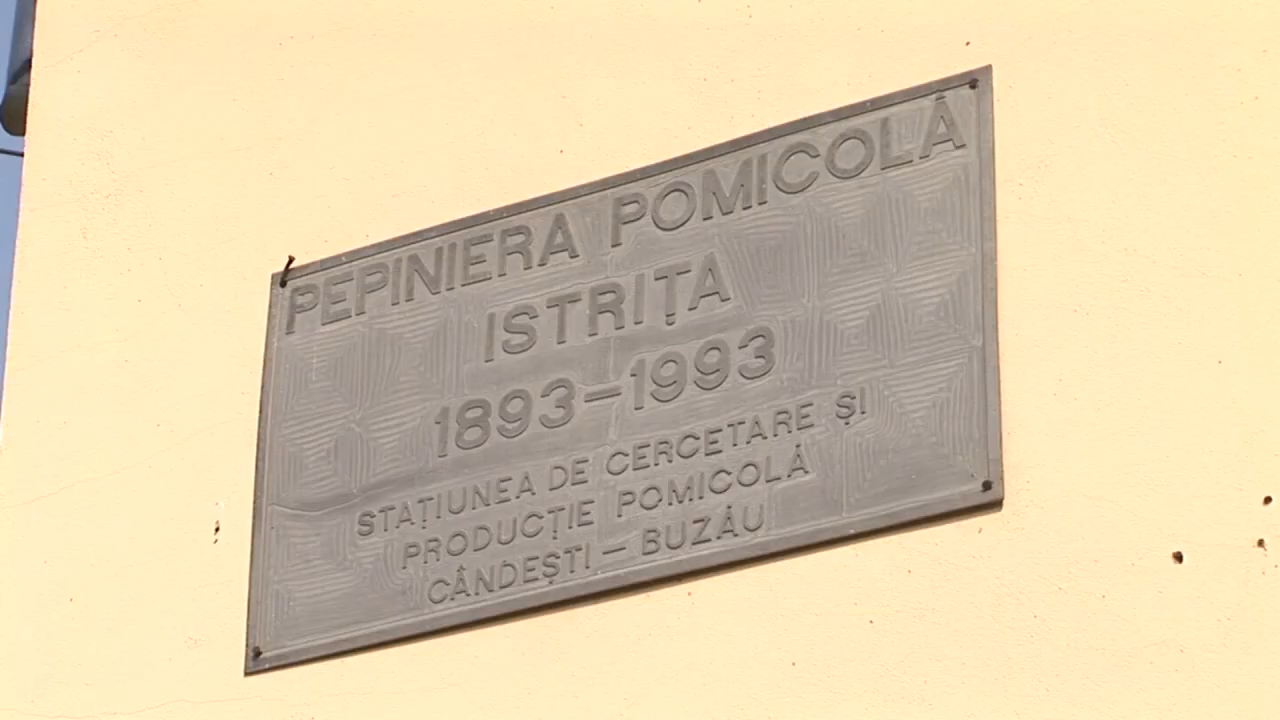 PEPINIERA POMICOLĂ
ISTRIȚA
1893-1993
STAȚIUNEA DE CERCETARE ȘI
PRODUCȚIE POMICOLĂ
CÂNDEȘTI - BUZĂU